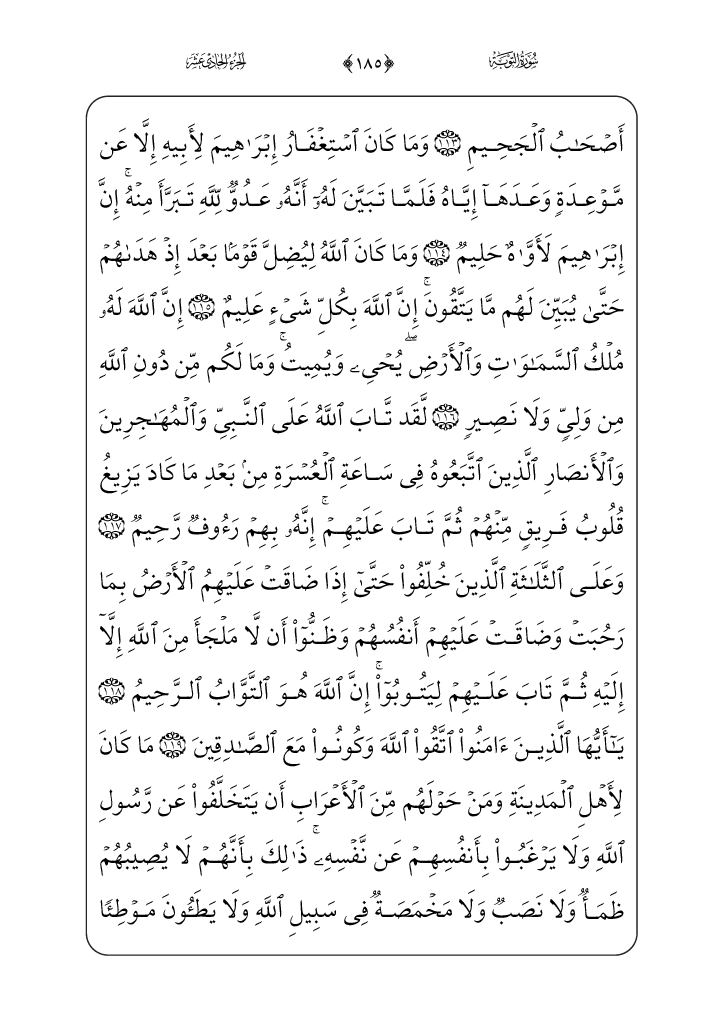 سُورَةُ التَّوْبَةِ ﴿١٨٥﴾ الجُزْءُ الحَادِي عَشَرَ
أَصۡحَٰبُ ٱلۡجَحِيمِ ١١٣ وَمَا كَانَ ٱسۡتِغۡفَارُ إِبۡرَٰهِيمَ لِأَبِيهِ إِلَّا عَن
مَّوۡعِدَةٖ وَعَدَهَآ إِيَّاهُ فَلَمَّا تَبَيَّنَ لَهُۥٓ أَنَّهُۥ عَدُوّٞ لِّلَّهِ تَبَرَّأَ مِنۡهُۚ إِنَّ
إِبۡرَٰهِيمَ لَأَوَّٰهٌ حَلِيمٞ ١١٤ وَمَا كَانَ ٱللَّهُ لِيُضِلَّ قَوۡمَۢا بَعۡدَ إِذۡ هَدَىٰهُمۡ
حَتَّىٰ يُبَيِّنَ لَهُم مَّا يَتَّقُونَۚ إِنَّ ٱللَّهَ بِكُلِّ شَيۡءٍ عَلِيمٌ ١١٥ إِنَّ ٱللَّهَ لَهُۥ
مُلۡكُ ٱلسَّمَٰوَٰتِ وَٱلۡأَرۡضِۖ يُحۡيِۦ وَيُمِيتُۚ وَمَا لَكُم مِّن دُونِ ٱللَّهِ
مِن وَلِيّٖ وَلَا نَصِيرٖ ١١٦ لَّقَد تَّابَ ٱللَّهُ عَلَى ٱلنَّبِيِّ وَٱلۡمُهَٰجِرِينَ
وَٱلۡأَنصَارِ ٱلَّذِينَ ٱتَّبَعُوهُ فِي سَاعَةِ ٱلۡعُسۡرَةِ مِنۢ بَعۡدِ مَا كَادَ يَزِيغُ
قُلُوبُ فَرِيقٖ مِّنۡهُمۡ ثُمَّ تَابَ عَلَيۡهِمۡۚ إِنَّهُۥ بِهِمۡ رَءُوفٞ رَّحِيمٞ ١١٧
وَعَلَى ٱلثَّلَٰثَةِ ٱلَّذِينَ خُلِّفُواْ حَتَّىٰٓ إِذَا ضَاقَتۡ عَلَيۡهِمُ ٱلۡأَرۡضُ بِمَا
رَحُبَتۡ وَضَاقَتۡ عَلَيۡهِمۡ أَنفُسُهُمۡ وَظَنُّوٓاْ أَن لَّا مَلۡجَأَ مِنَ ٱللَّهِ إِلَّآ
إِلَيۡهِ ثُمَّ تَابَ عَلَيۡهِمۡ لِيَتُوبُوٓاْۚ إِنَّ ٱللَّهَ هُوَ ٱلتَّوَّابُ ٱلرَّحِيمُ ١١٨
يَٰٓأَيُّهَا ٱلَّذِينَ ءَامَنُواْ ٱتَّقُواْ ٱللَّهَ وَكُونُواْ مَعَ ٱلصَّٰدِقِينَ ١١٩ مَا كَانَ
لِأَهۡلِ ٱلۡمَدِينَةِ وَمَنۡ حَوۡلَهُم مِّنَ ٱلۡأَعۡرَابِ أَن يَتَخَلَّفُواْ عَن رَّسُولِ
ٱللَّهِ وَلَا يَرۡغَبُواْ بِأَنفُسِهِمۡ عَن نَّفۡسِهِۦۚ ذَٰلِكَ بِأَنَّهُمۡ لَا يُصِيبُهُمۡ
ظَمَأٞ وَلَا نَصَبٞ وَلَا مَخۡمَصَةٞ فِي سَبِيلِ ٱللَّهِ وَلَا يَطَـُٔونَ مَوۡطِئٗا